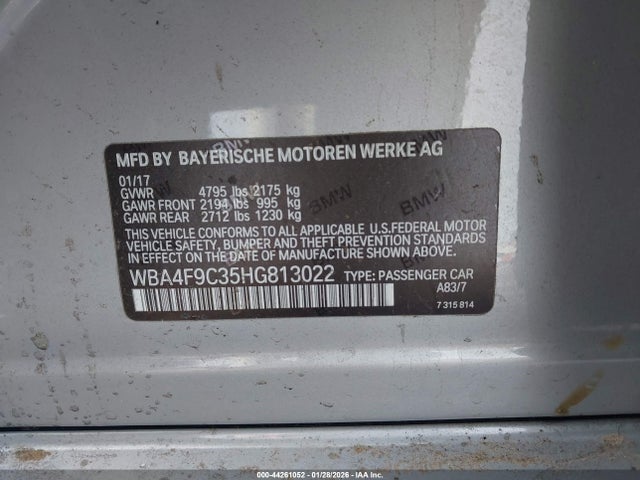 MFD BY BAYERISCHE MOTOREN WERKE AG
01/17
GVWR 4795 lbs 2175 kg
GAWR FRONT 2194 lbs 995 kg
GAWR REAR 2712 lbs 1230 kg
THIS VEHICLE CONFORMS TO ALL APPLICABLE U.S.FEDERAL MOTOR
VEHICLE SAFETY, BUMPER AND THEFT PREVENTION STANDARDS
IN EFFECT ON THE DATE OF MANUFACTURE SHOWN ABOVE.
WBA4F9C35HG813022 TYPE: PASSENGER CAR
A83/7
7 315 814
000-44261052 | 01/28/2026 - © IAA Inc.